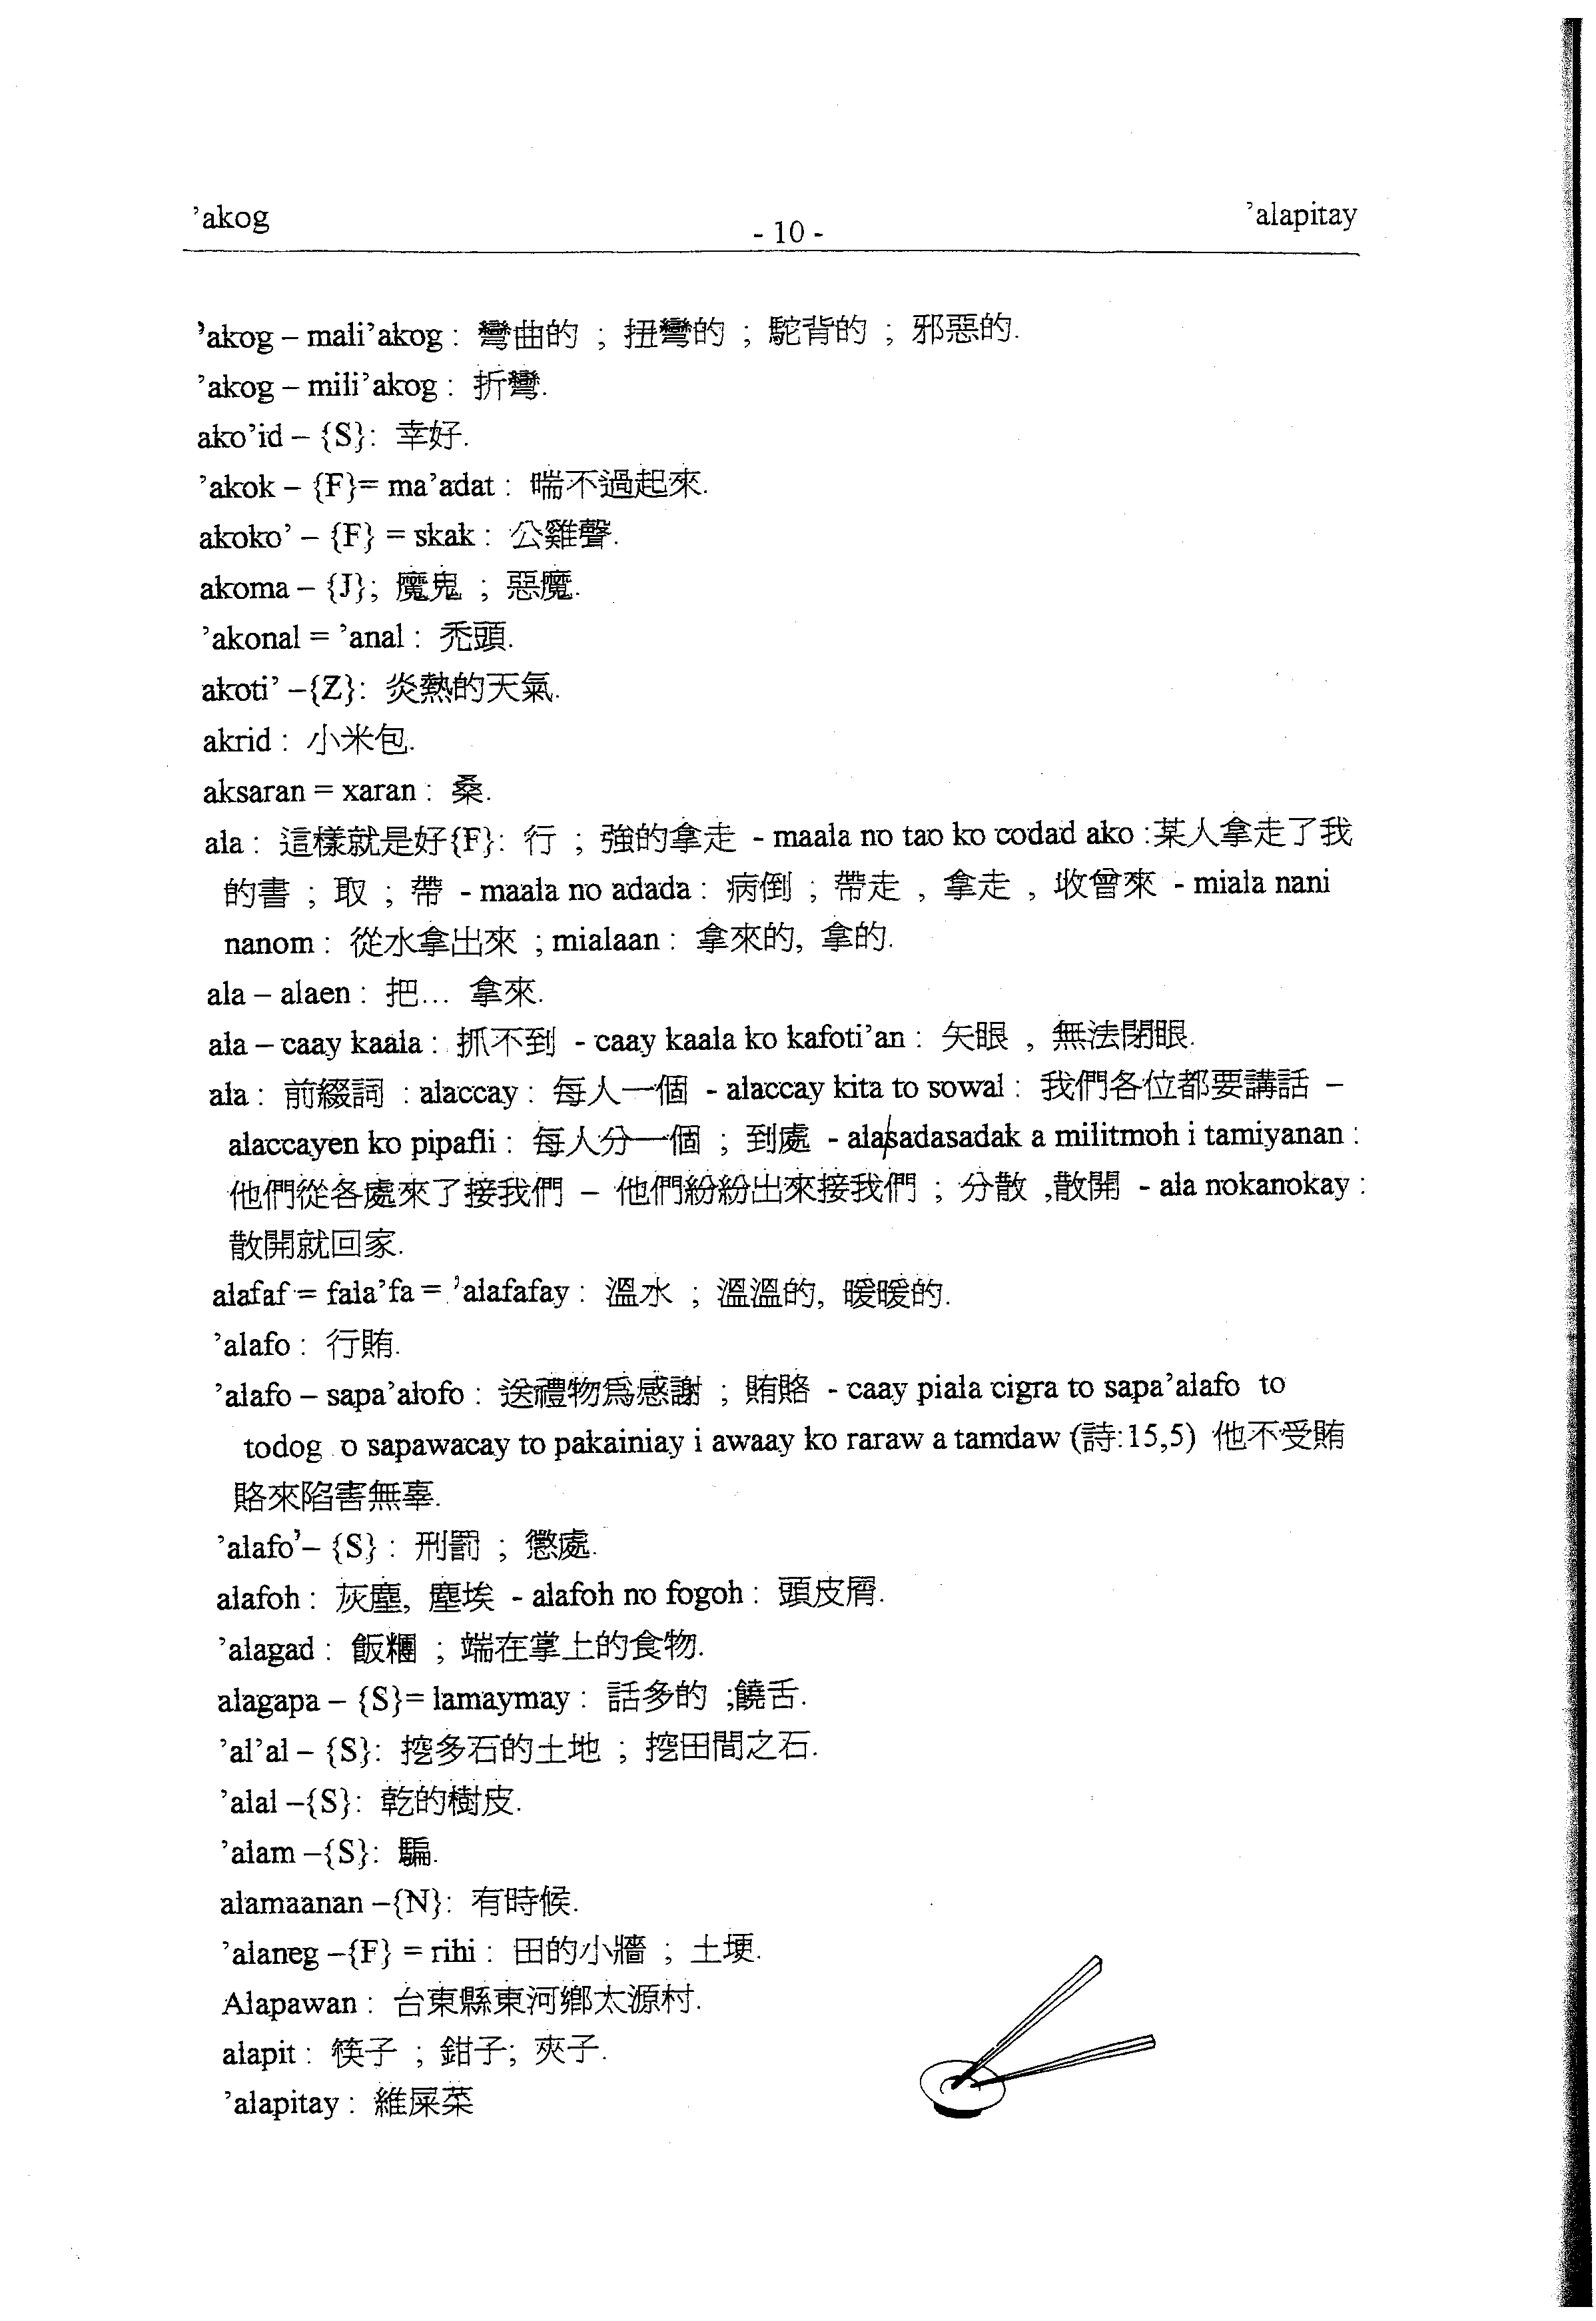 ’akog
- 10 -
’alapitay
’akog – mali’akog : 彎曲的 ; 扭彎的 ; 駝背的 ; 邪惡的.
’akog – mili’akog : 折彎.
ako’id – {S}: 幸好.
’akok – {F}= ma’adat : 喘不過起來.
akoko’ – {F} = skak : 公雞聲.
akoma – {J}; 魔鬼 ; 惡魔.
’akonal = ’anal : 禿頭.
akoti’ –{Z}: 炎熱的天氣.
akrid : 小米包.
aksaran = xaran : 桑.
ala : 這樣就是好{F}: 行 ; 強的拿走 - maala no tao ko codad ako :某人拿走了我
的書 ; 取 ; 帶 - maala no adada : 病倒 ; 帶走 , 拿走 , 收曾來 - miala nani
nanom : 從水拿出來 ; mialaan : 拿來的, 拿的.
ala – alaen : 把... 拿來.
ala – caay kaala : 抓不到 - caay kaala ko kafoti’an : 矢眼 , 無法閉眼.
ala : 前綴詞 : alaccay : 每人一個 - alaccay kita to sowal : 我們各位都要講話 –
alaccayen ko pipafli : 每人分一個 ; 到處 - ala/sadasadak a militmoh i tamiyanan :
他們從各處來了接我們 – 他們紛紛出來接我們 ; 分散 ,散開 - ala nokanokay :
散開就回家.
alafaf = fala’fa = ’alafafay : 溫水 ; 溫溫的, 暖暖的.
’alafo : 行賄.
’alafo – sapa’alofo : 送禮物爲感謝 ; 賄賂 - caay piala cigra to sapa’alafo to
todog o sapawacay to pakainiay i awaay ko raraw a tamdaw (詩:15,5) 他不受賄
賂來陷害無辜.
’alafo’– {S} : 刑罰 ; 懲處.
alafoh : 灰塵, 塵埃 - alafoh no fogoh : 頭皮屑.
’alagad : 飯糰 ; 端在掌上的食物.
alagapa – {S}= lamaymay : 話多的 ;饒舌.
’al’al – {S}: 挖多石的土地 ; 挖田間之石.
’alal –{S}: 乾的樹皮.
’alam –{S}: 騙.
alamaanan –{N}: 有時候.
’alaneg –{F} = rihi : 田的小牆 ; 土埂.
Alapawan : 台東縣東河鄉太源村.
alapit : 筷子 ; 鉗子; 夾子.
’alapitay : 維屎菜